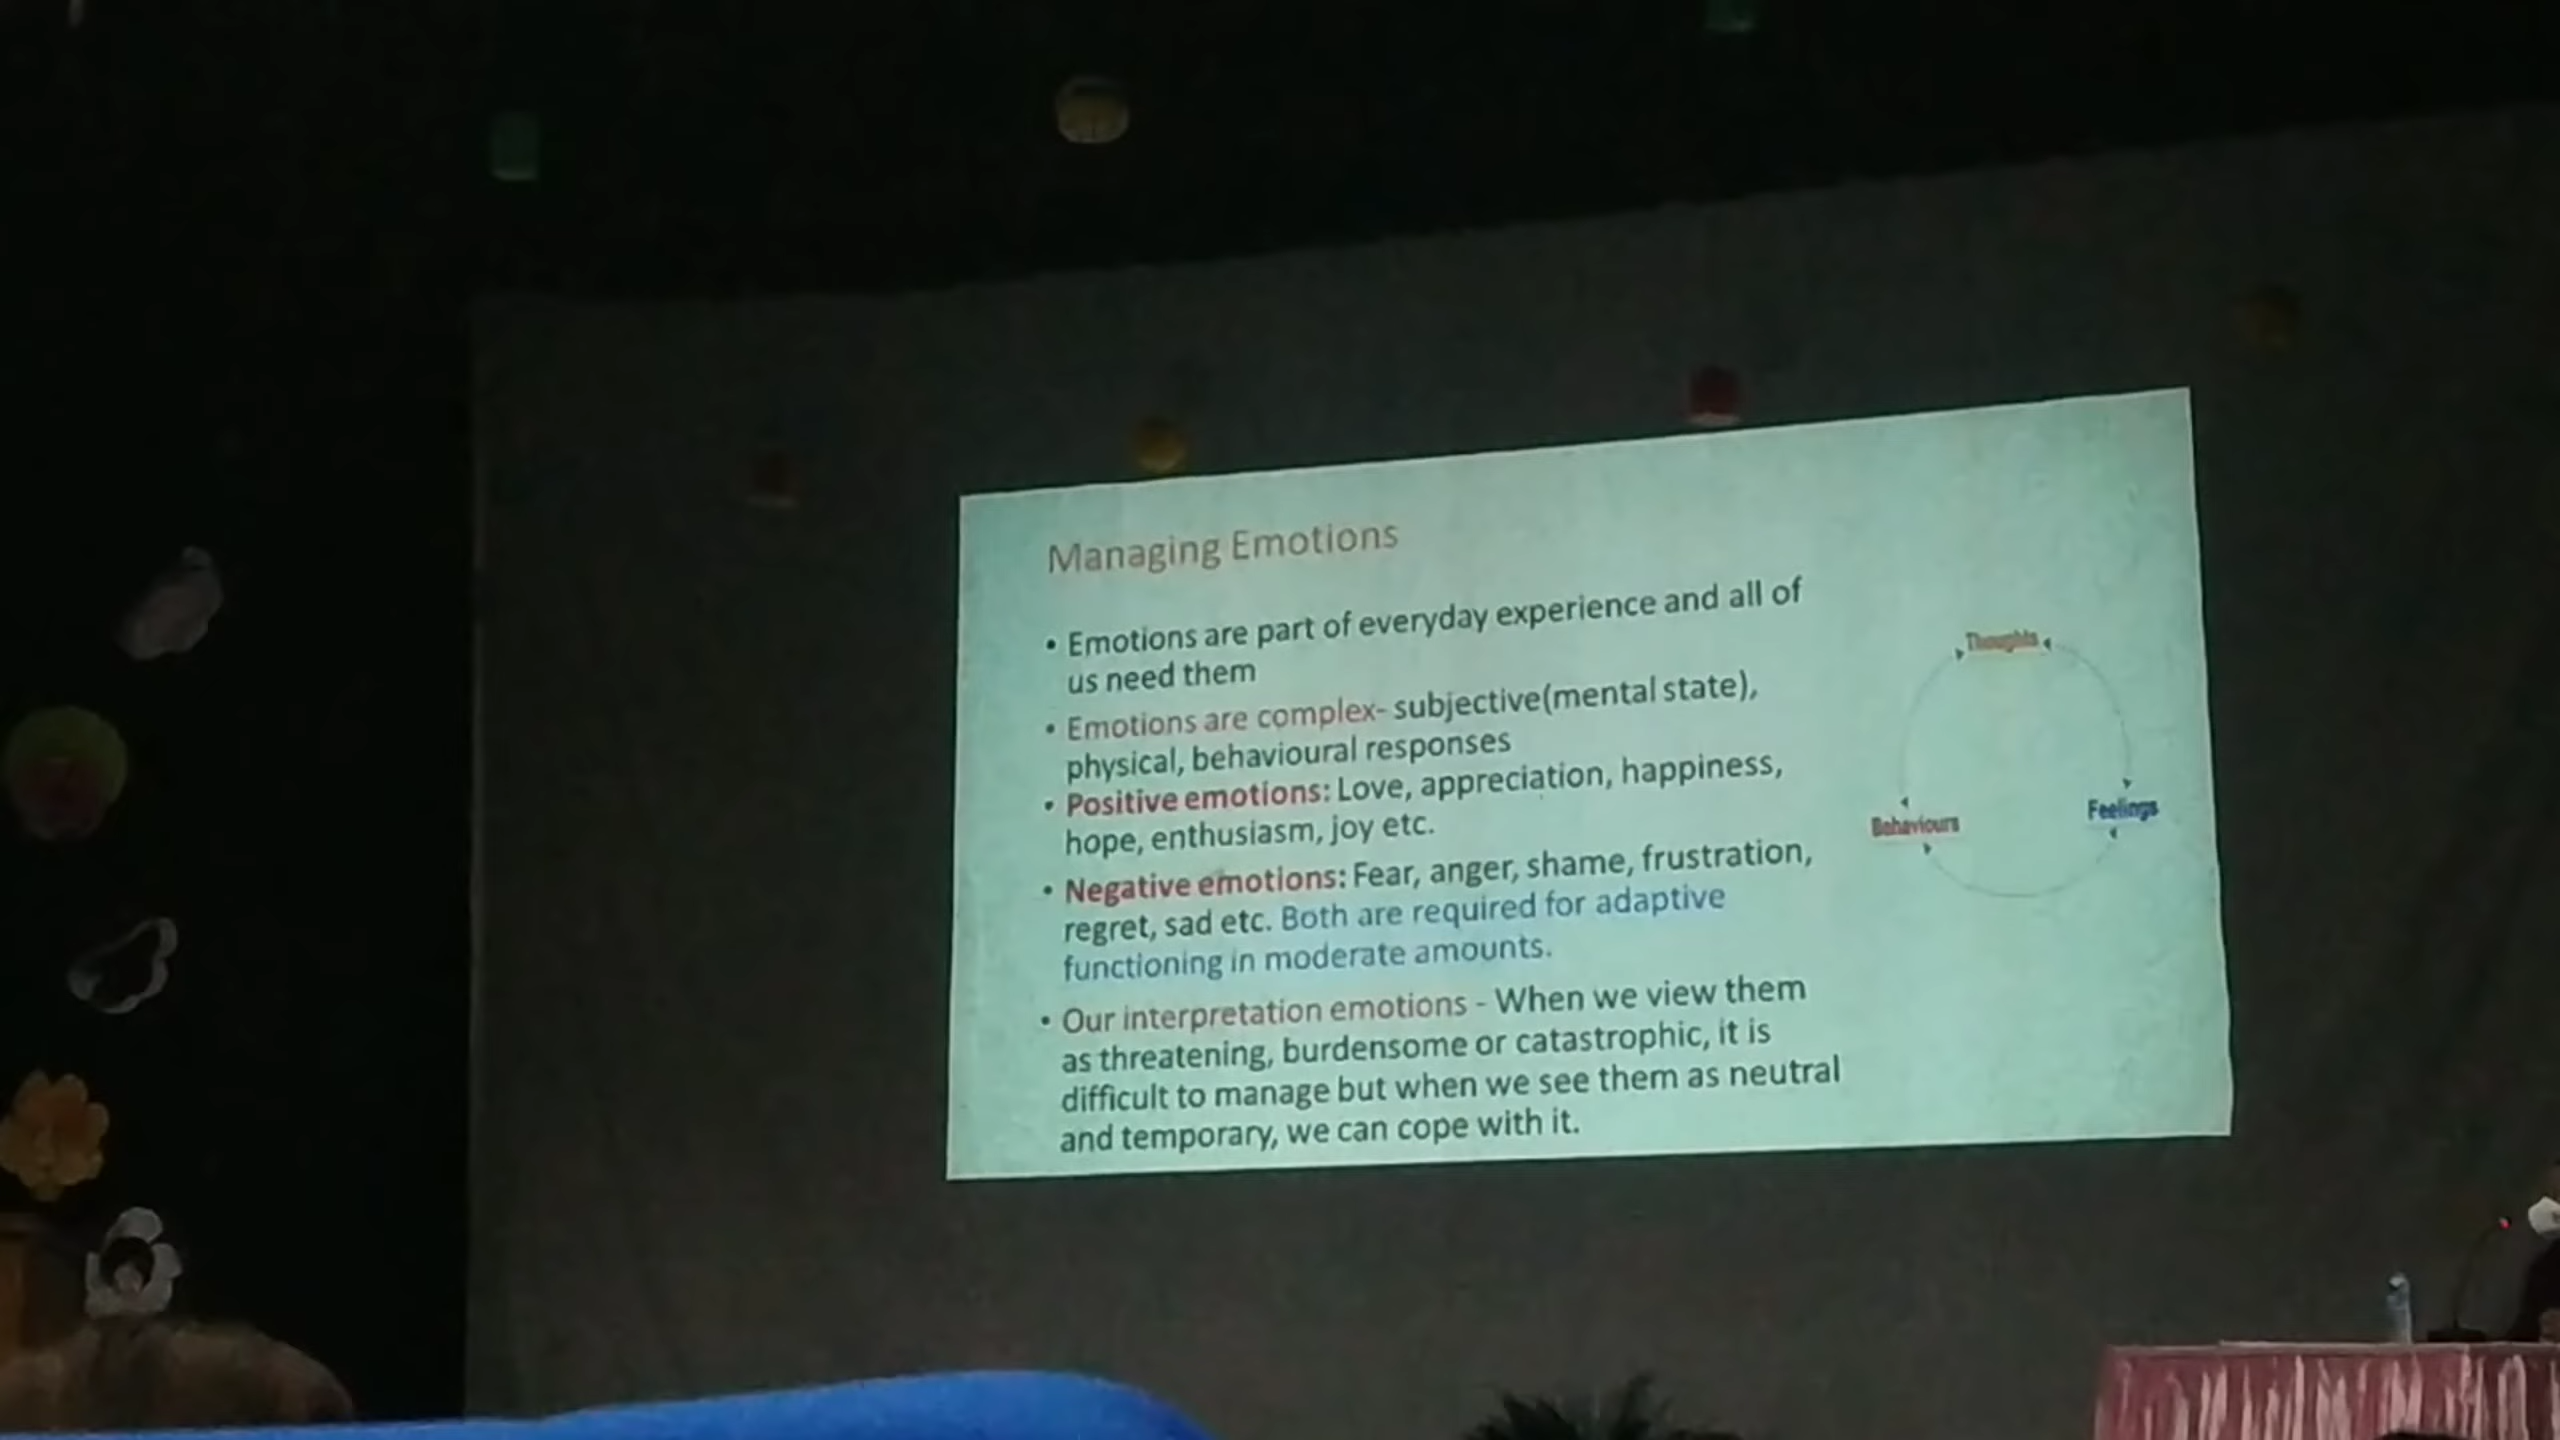 Managing Emotions
• Emotions are part of everyday experience and all of
us need them
• Emotions are complex- subjective(mental state),
physical, behavioural responses
• Positive emotions: Love, appreciation, happiness,
hope, enthusiasm, joy etc.
• Negative emotions: Fear, anger, shame, frustration,
regret, sad etc. Both are required for adaptive
functioning in moderate amounts.
• Our interpretation emotions - When we view them
as threatening, burdensome or catastrophic, it is
difficult to manage but when we see them as neutral
and temporary, we can cope with it.
Thoughts
Feelings
Behaviours